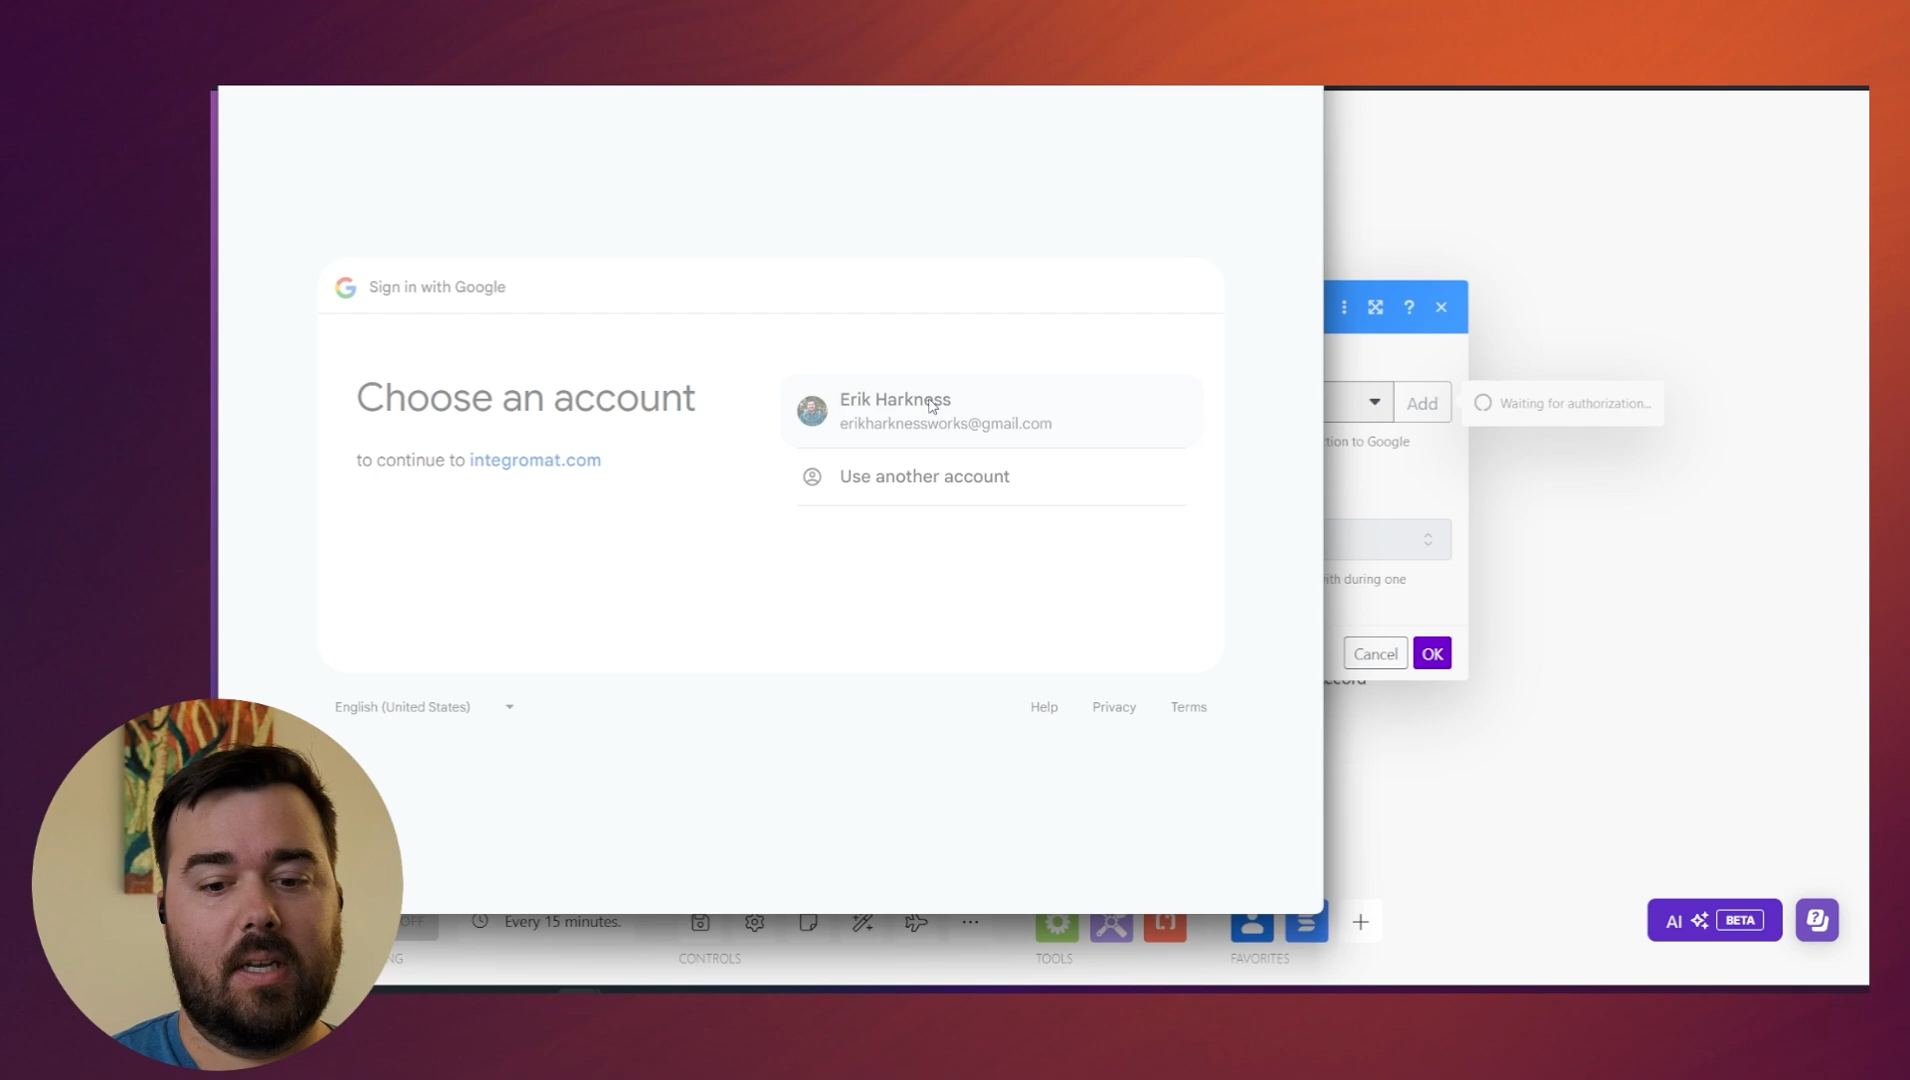 Sign in with Google
Choose an account
to continue to integromat.com
Erik Harkness
erikharknessworks@gmail.com
Use another account
English (United States)
Help
Privacy
Terms
Add
Waiting for authorization...
tion to Google
with during one
Cancel
OK
OFF
Every 15 minutes.
CONTROLS
TOOLS
FAVORITES
AI
BETA